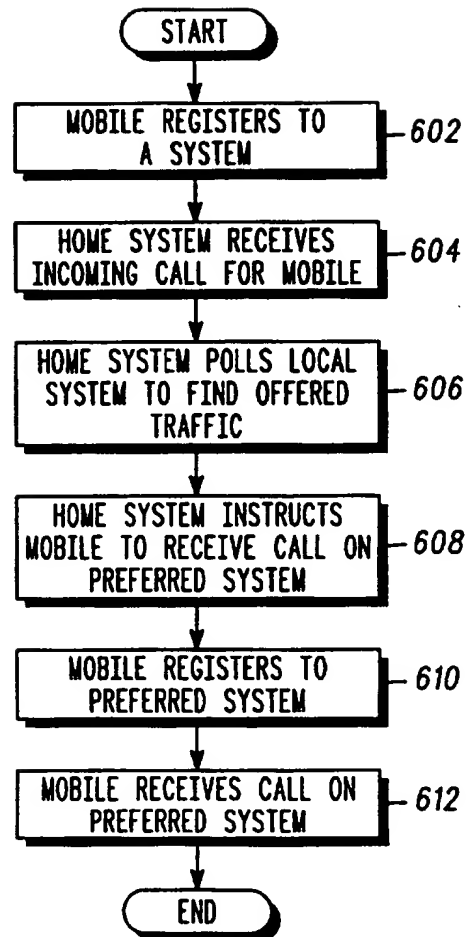 START
MOBILE REGISTERS TO
A SYSTEM
602
HOME SYSTEM RECEIVES
INCOMING CALL FOR MOBILE
604
HOME SYSTEM POLLS LOCAL
SYSTEM TO FIND OFFERED
TRAFFIC
606
HOME SYSTEM INSTRUCTS
MOBILE TO RECEIVE CALL ON
PREFERRED SYSTEM
608
MOBILE REGISTERS TO
PREFERRED SYSTEM
610
MOBILE RECEIVES CALL ON
PREFERRED SYSTEM
612
END